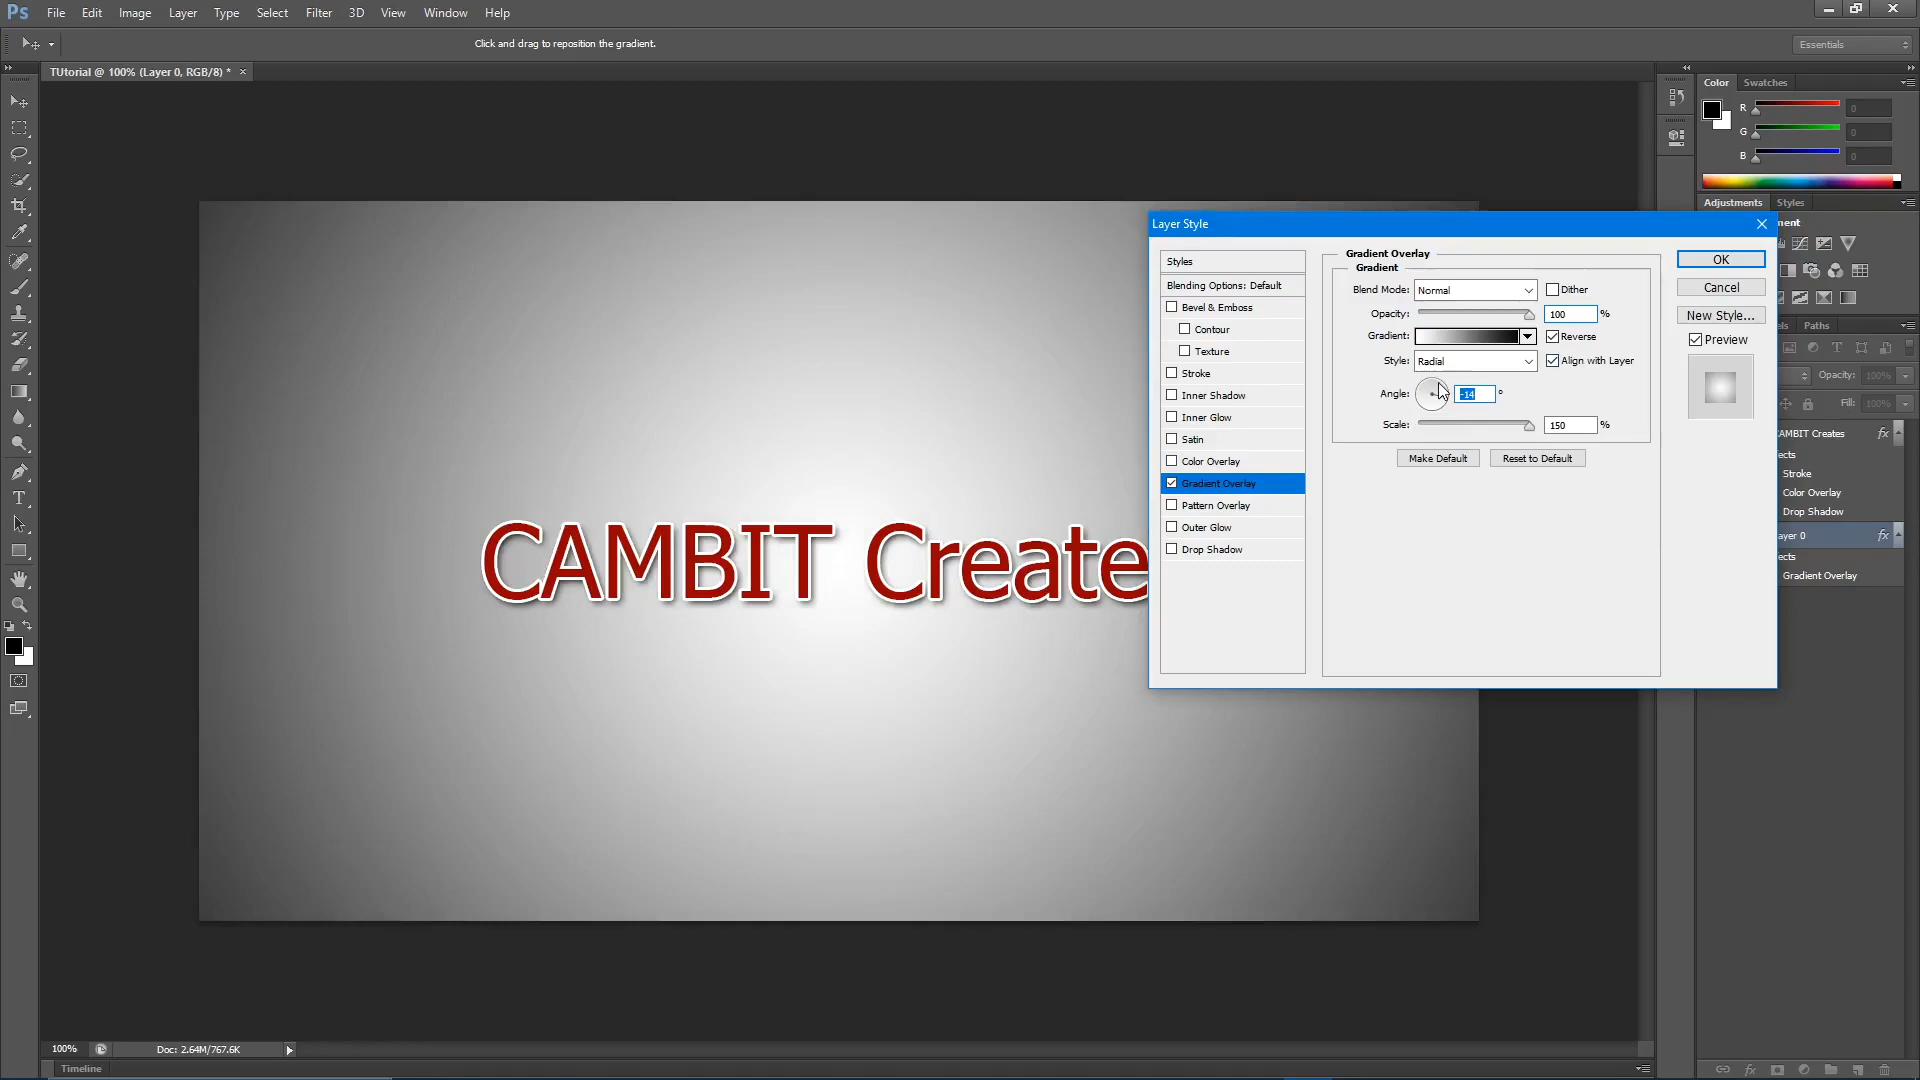 Ps File Edit Image Layer Type Select Filter 3D View Window Help
Click and drag to reposition the gradient.
Essentials
TUtorial @ 100% (Layer 0, RGB/8) * ×
Color Swatches
R 0
G 0
B 0
Adjustments Styles
ment
Paths
Opacity: 100%
Fill: 100%
CAMBIT Creates fx
Stroke
Color Overlay
Drop Shadow
ayer 0 fx
Gradient Overlay
Layer Style
Styles
Blending Options: Default
Bevel & Emboss
Contour
Texture
Stroke
Inner Shadow
Inner Glow
Satin
Color Overlay
Gradient Overlay
Pattern Overlay
Outer Glow
Drop Shadow
Gradient Overlay
Gradient
Blend Mode: Normal Dither
Opacity: 100 %
Gradient: Reverse
Style: Radial Align with Layer
Angle: -14 °
Scale: 150 %
Make Default Reset to Default
OK
Cancel
New Style...
Preview
CAMBIT Create
100% Doc: 2.64M/767.6K
Timeline